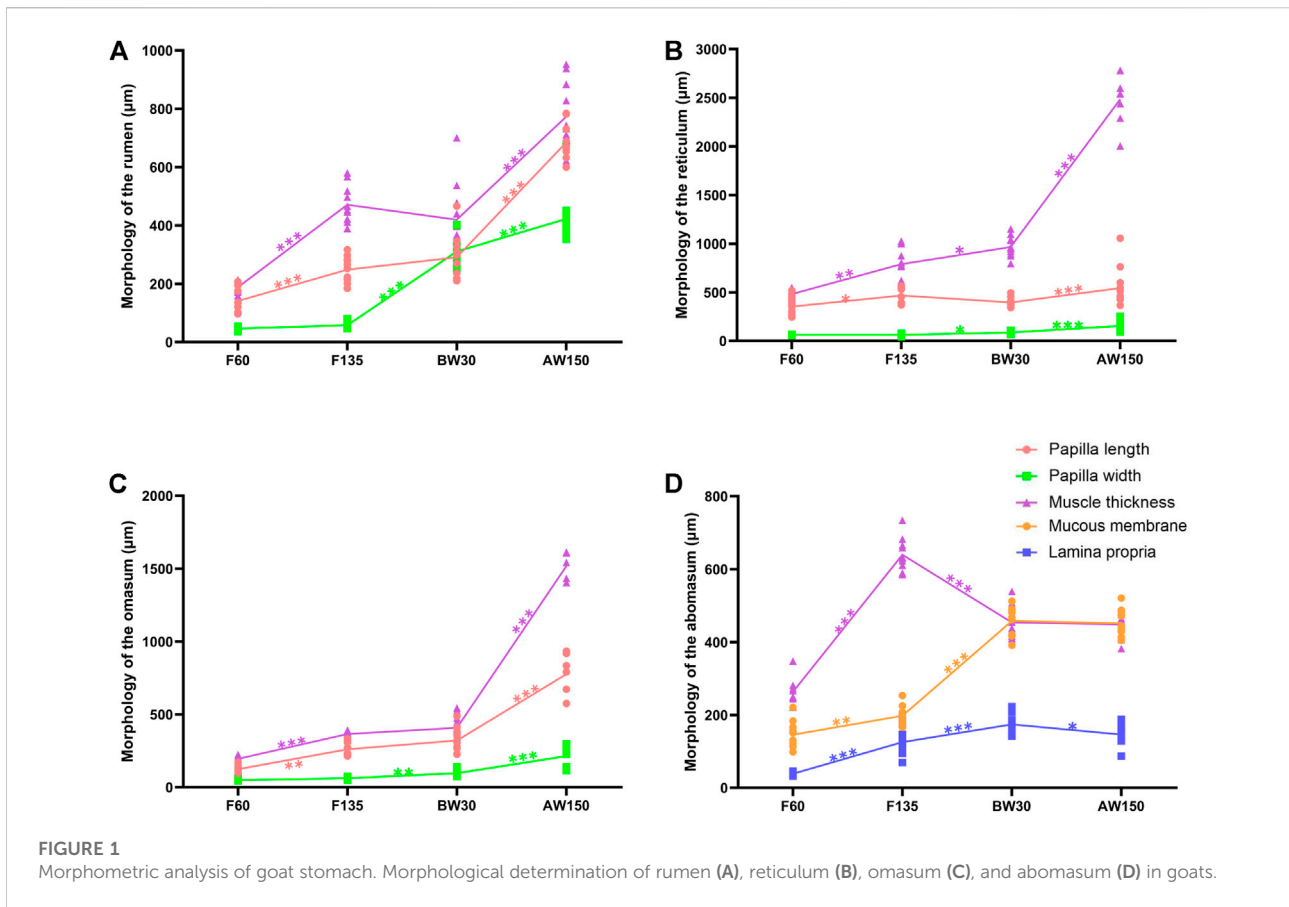 A
Morphology of the rumen (µm)
1000
800
600
400
200
0
F60 F135 BW30 AW150
*** *** *** *** *** ***
B
Morphology of the reticulum (µm)
3000
2500
2000
1500
1000
500
0
F60 F135 BW30 AW150
** * *** * *** * ***
C
Morphology of the omasum (µm)
2000
1500
1000
500
0
F60 F135 BW30 AW150
*** *** ** *** ** ***
D
Morphology of the abomasum (µm)
800
600
400
200
0
F60 F135 BW30 AW150
*** *** ** *** *** *** *
Papilla length
Papilla width
Muscle thickness
Mucous membrane
Lamina propria
FIGURE 1
Morphometric analysis of goat stomach. Morphological determination of rumen (A), reticulum (B), omasum (C), and abomasum (D) in goats.